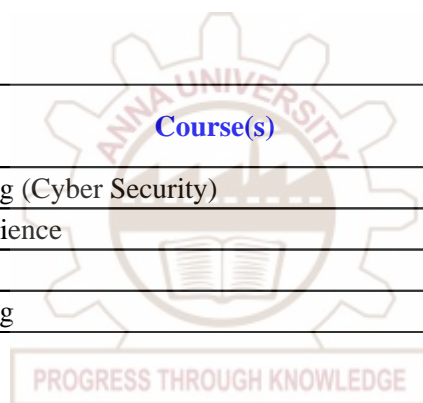 ANNA UNIVERSITY
Course(s)
g (Cyber Security)
ience
g
PROGRESS THROUGH KNOWLEDGE